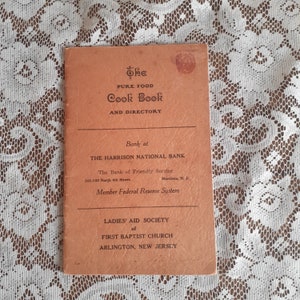 The
PURE FOOD
Cook Book
AND DIRECTORY
Bank at
THE HARRISON NATIONAL BANK
The Bank of Friendly Service
Harrison, N. J.
Member Federal Reserve System
LADIES' AID SOCIETY
of
FIRST BAPTIST CHURCH
ARLINGTON, NEW JERSEY